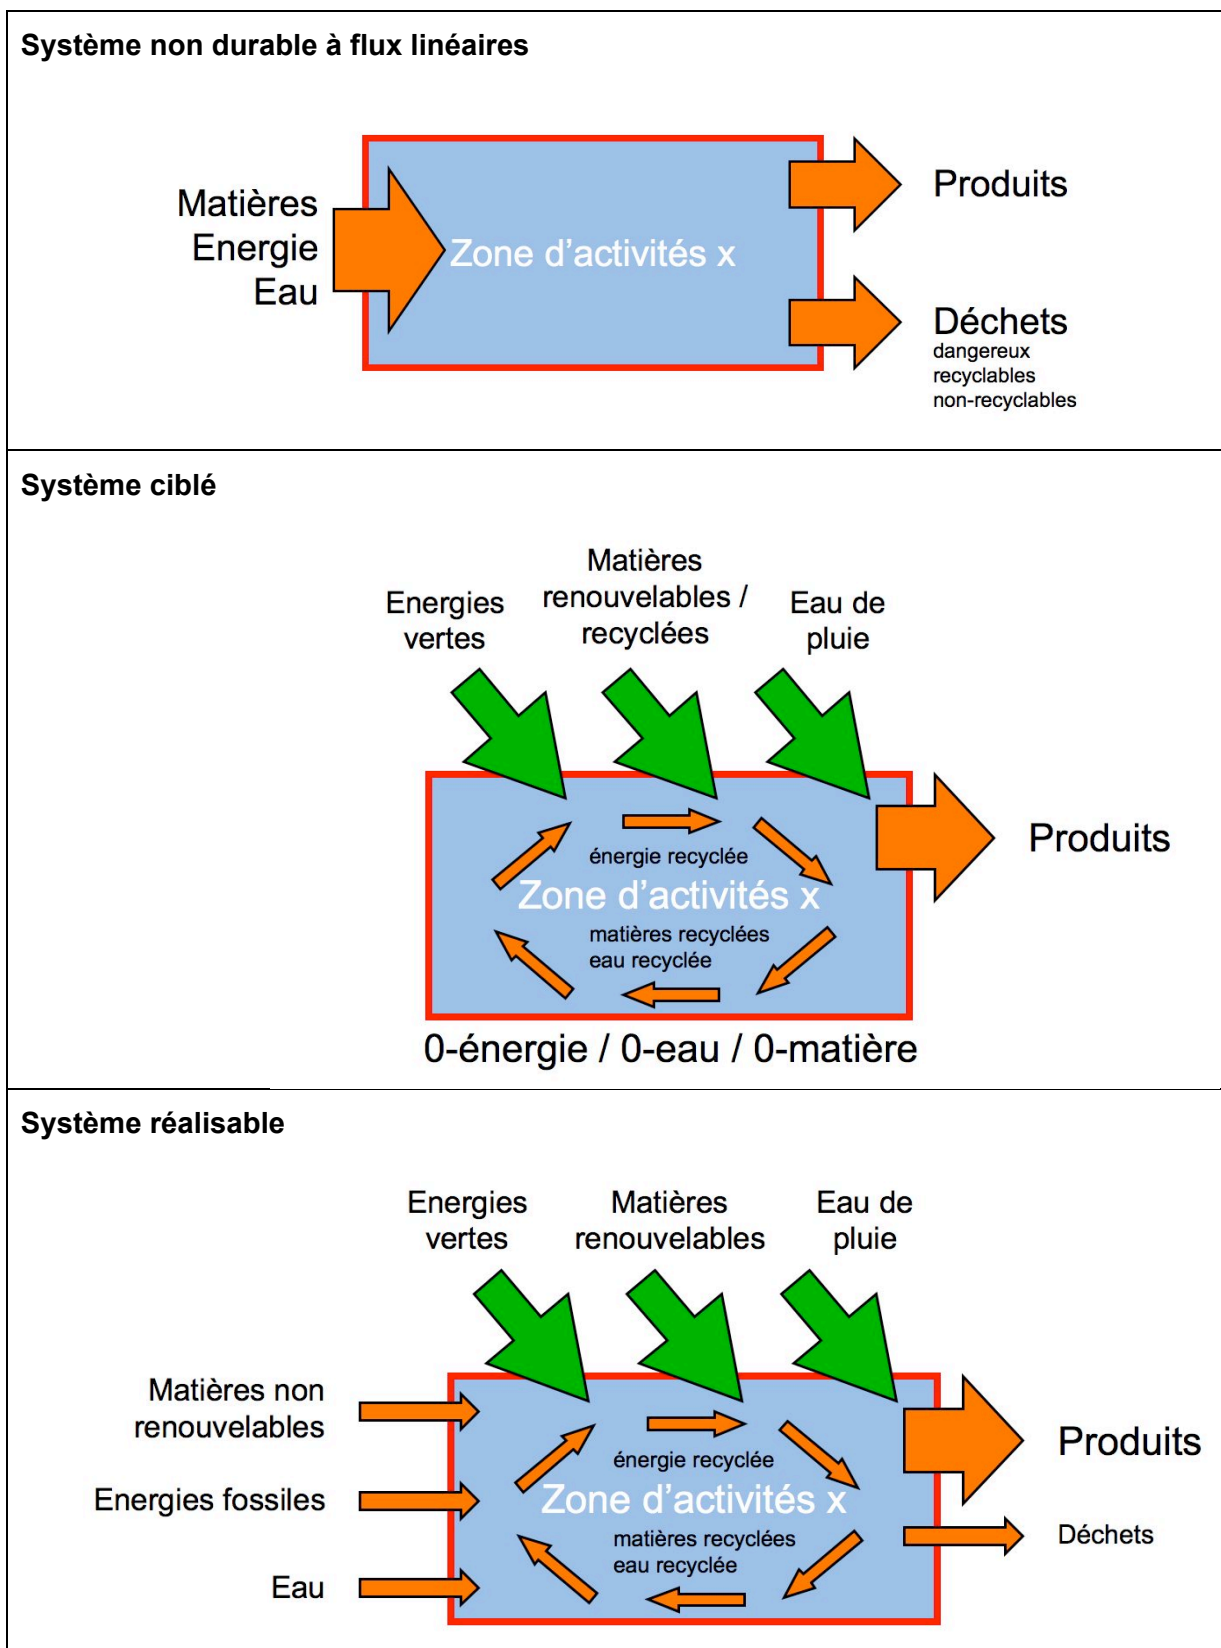 Système non durable à flux linéaires
Matières
Energie
Eau
Zone d'activités x
Produits
Déchets
dangereux
recyclables
non-recyclables
Système ciblé
Energies
vertes
Matières
renouvelables /
recyclées
Eau de
pluie
énergie recyclée
Zone d'activités x
matières recyclées
eau recyclée
Produits
0-énergie / 0-eau / 0-matière
Système réalisable
Energies
vertes
Matières
renouvelables
Eau de
pluie
Matières non
renouvelables
Energies fossiles
Eau
énergie recyclée
Zone d'activités x
matières recyclées
eau recyclée
Produits
Déchets